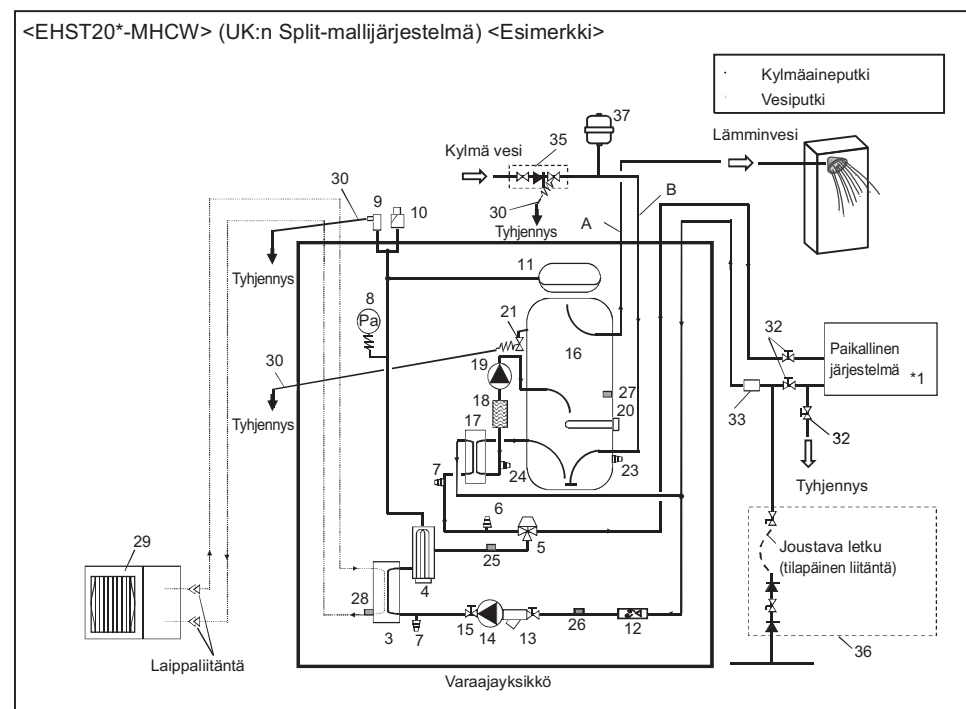 <EHST20*-MHCW> (UK:n Split-mallijärjestelmä) <Esimerkki>
Kylmäaineputki
Vesiputki
37
Lämminvesi
35
Kylmä vesi
30
9
10
30
Tyhjennys
A
B
Tyhjennys
11
8
Pa
21
16
32
Paikallinen
järjestelmä *1
30
19
27
33
18
20
32
Tyhjennys
17
7
24
23
Tyhjennys
6
5
29
25
Joustava letku
(tilapäinen liitäntä)
4
28
3
7
15
14
13
26
12
36
Laippaliitäntä
Varaajayksikkö